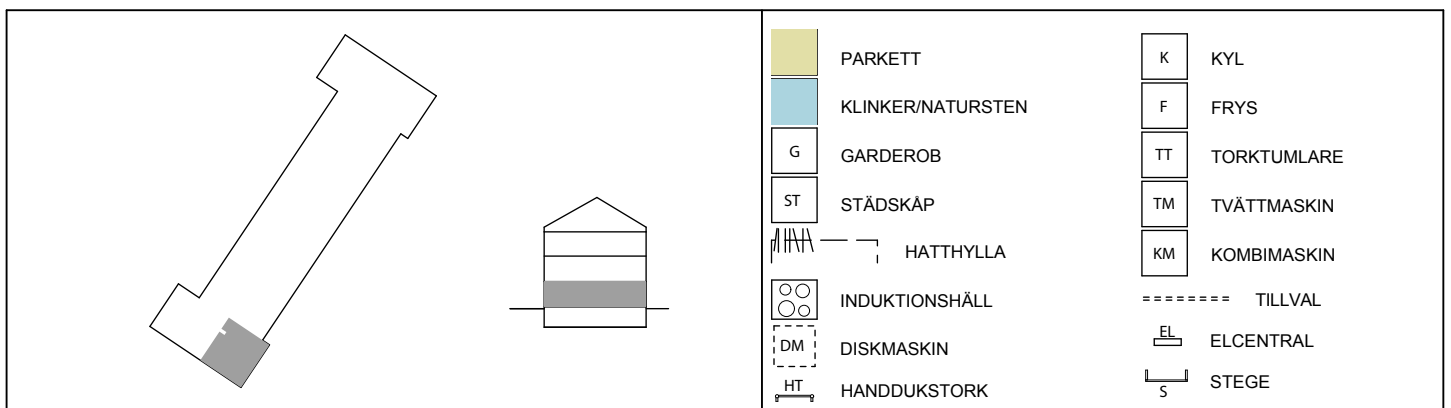 PARKETT
KLINKER/NATURSTEN
G GARDEROB
ST STÄDSKÅP
HATTHYLLA
INDUKTIONSHÄLL
DM DISKMASKIN
HT HANDDUKSTORK
K KYL
F FRYS
TT TORKTUMLARE
TM TVÄTTMASKIN
KM KOMBIMASKIN
TILLVAL
EL ELCENTRAL
S STEGE